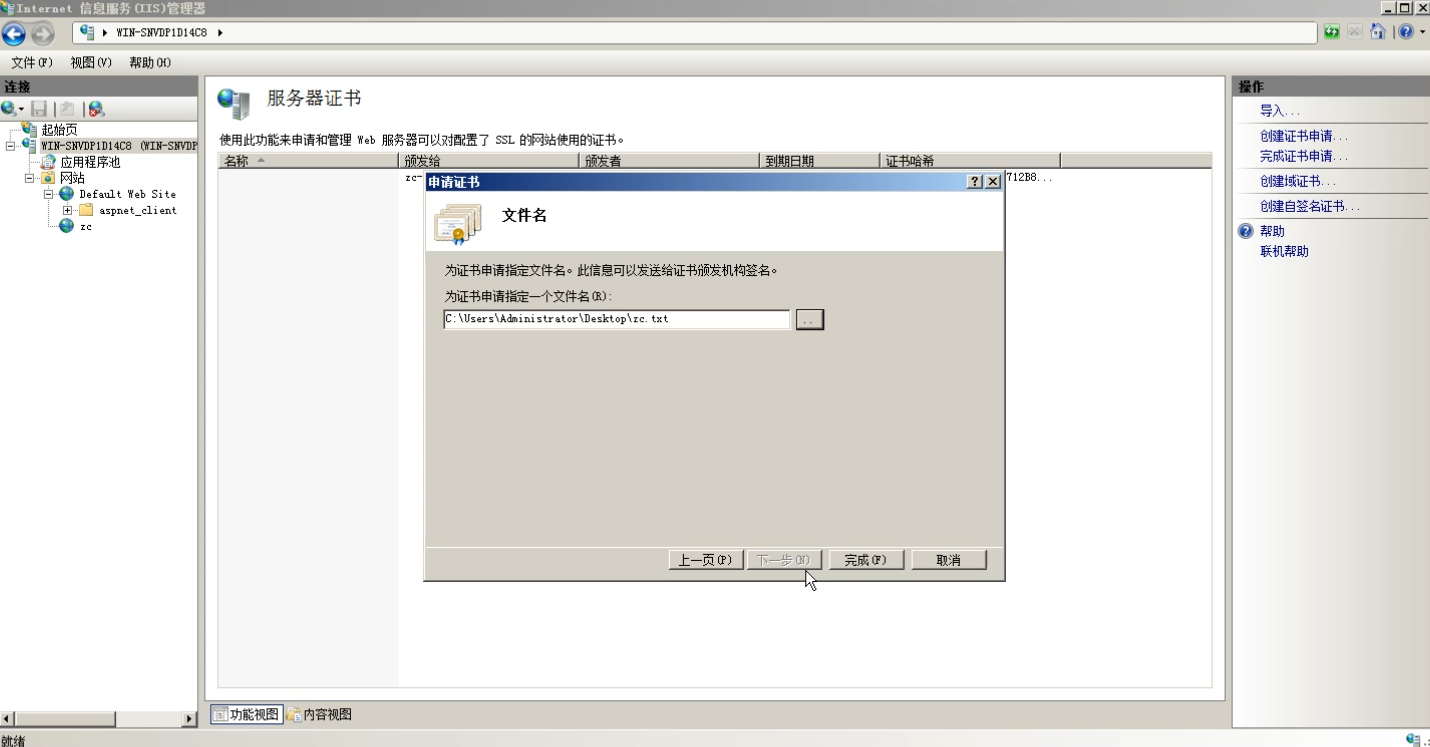 Internet 信息服务(IIS)管理器
WIN-SNVDP1D14C8
文件(F) 视图(V) 帮助(H)
连接
起始页
WIN-SNVDP1D14C8 (WIN-SNVDP
应用程序池
网站
Default Web Site
aspnet_client
zc
服务器证书
使用此功能来申请和管理 Web 服务器可以对配置了 SSL 的网站使用的证书。
名称 颁发给 颁发者 到期日期 证书哈希
zc- 712B8...
申请证书
文件名
为证书申请指定文件名。此信息可以发送给证书颁发机构签名。
为证书申请指定一个文件名(R):
C:\Users\Administrator\Desktop\zc.txt
...
上一页(P) 下一步(N) 完成(F) 取消
功能视图 内容视图
操作
导入...
创建证书申请...
完成证书申请...
创建域证书...
创建自签名证书...
帮助
联机帮助
就绪